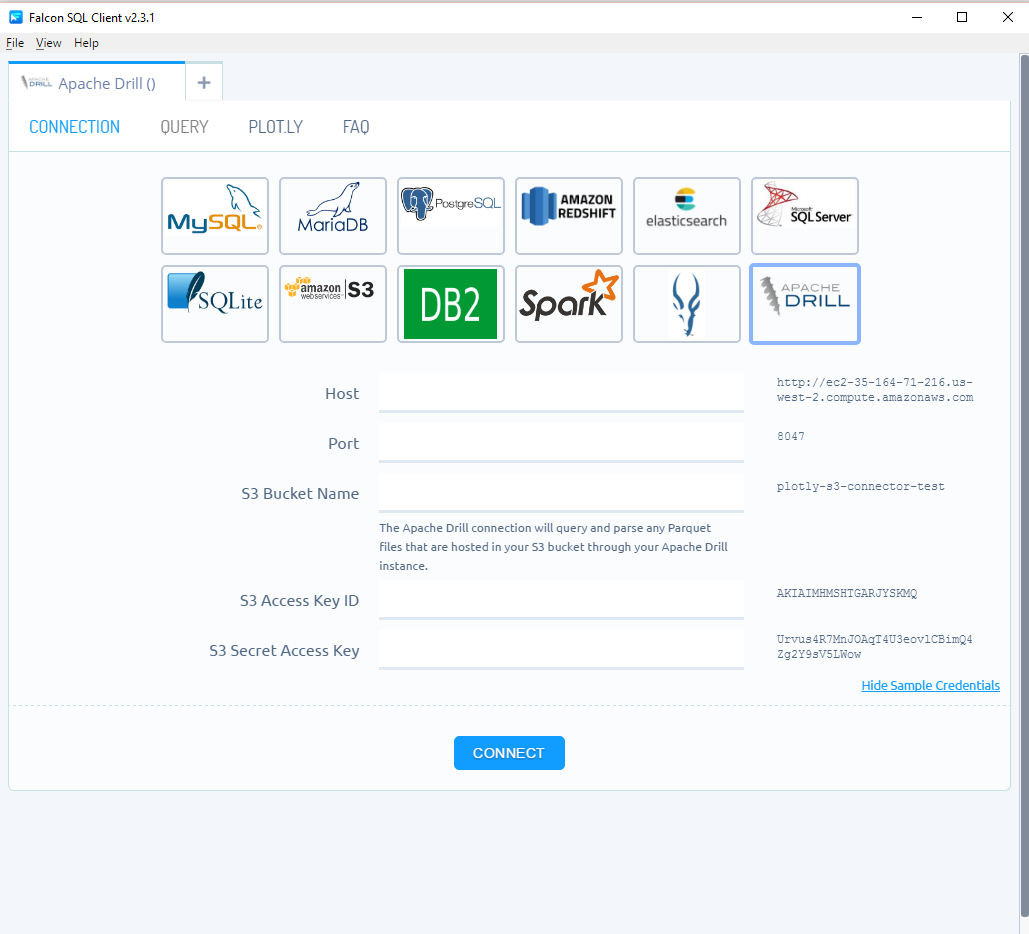 Falcon SQL Client v2.3.1
File View Help
APACHE DRILL Apache Drill () +
CONNECTION QUERY PLOT.LY FAQ
MySQL®
MariaDB
PostgreSQL
AMAZON
REDSHIFT
elasticsearch
Microsoft
SQL Server
SQLite
amazon
web services
S3
DB2
Spark
APACHE
DRILL
Host
http://ec2-35-164-71-216.us-
west-2.compute.amazonaws.com
Port
8047
S3 Bucket Name
plotly-s3-connector-test
The Apache Drill connection will query and parse any Parquet
files that are hosted in your S3 bucket through your Apache Drill
instance.
S3 Access Key ID
AKIAIMHMSHTGARJYSKMQ
S3 Secret Access Key
Urvus4R7MnJOAqT4U3eovlCBimQ4
Zg2Y9sV5LWow
Hide Sample Credentials
CONNECT